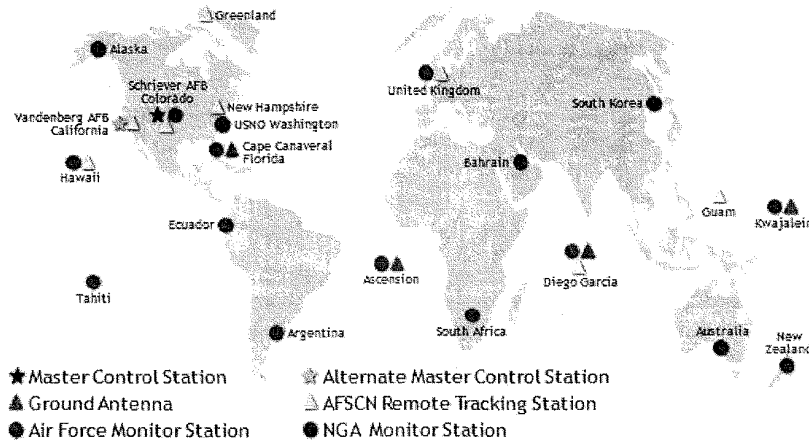 Greenland
Alaska
Schriever AFB
Colorado
United Kingdom
New Hampshire
South Korea
Vandenberg AFB
California
USNO Washington
Cape Canaveral
Florida
Bahrain
Hawaii
Guam
Kwajalein
Ecuador
Ascension
Diego Garcia
Tahiti
Argentina
South Africa
Australia
New
Zealand
Master Control Station
Alternate Master Control Station
Ground Antenna
AFSCN Remote Tracking Station
Air Force Monitor Station
NGA Monitor Station